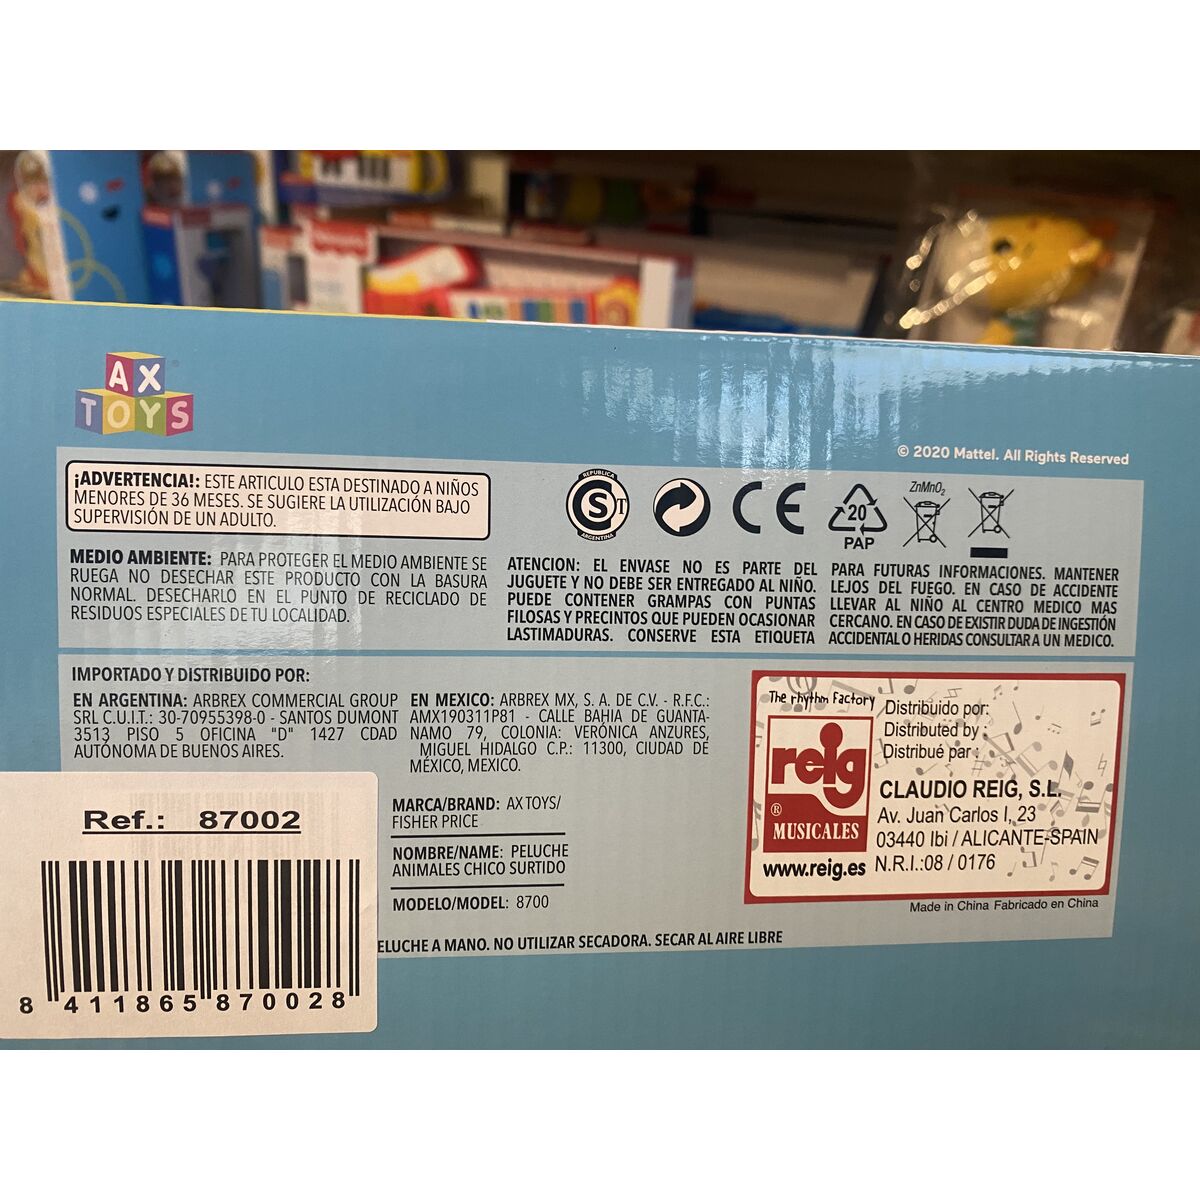 AX
TOYS
© 2020 Mattel. All Rights Reserved
¡ADVERTENCIA!: ESTE ARTICULO ESTA DESTINADO A NIÑOS
MENORES DE 36 MESES. SE SUGIERE LA UTILIZACIÓN BAJO
SUPERVISIÓN DE UN ADULTO.
MEDIO AMBIENTE: PARA PROTEGER EL MEDIO AMBIENTE SE
RUEGA NO DESECHAR ESTE PRODUCTO CON LA BASURA
NORMAL. DESECHARLO EN EL PUNTO DE RECICLADO DE
RESIDUOS ESPECIALES DE TU LOCALIDAD.
REPUBLICA
S T
ARGENTINA
CE
20
PAP
ZnMnO2
ATENCION: EL ENVASE NO ES PARTE DEL
JUGUETE Y NO DEBE SER ENTREGADO AL NIÑO.
PUEDE CONTENER GRAMPAS CON PUNTAS
FILOSAS Y PRECINTOS QUE PUEDEN OCASIONAR
LASTIMADURAS. CONSERVE ESTA ETIQUETA
PARA FUTURAS INFORMACIONES. MANTENER
LEJOS DEL FUEGO. EN CASO DE ACCIDENTE
LLEVAR AL NIÑO AL CENTRO MEDICO MAS
CERCANO. EN CASO DE EXISTIR DUDA DE INGESTIÓN
ACCIDENTAL O HERIDAS CONSULTAR A UN MEDICO.
IMPORTADO Y DISTRIBUIDO POR:
EN ARGENTINA: ARBREX COMMERCIAL GROUP
SRL C.U.I.T.: 30-70955398-0 - SANTOS DUMONT
3513 PISO 5 OFICINA "D" 1427 CDAD
AUTÓNOMA DE BUENOS AIRES.
EN MEXICO: ARBREX MX, S. A. DE C.V. - R.F.C.:
AMX190311P81 - CALLE BAHIA DE GUANTA-
NAMO 79, COLONIA: VERÓNICA ANZURES,
MIGUEL HIDALGO C.P.: 11300, CIUDAD DE
MÉXICO, MEXICO.
MARCA/BRAND: AX TOYS/
FISHER PRICE
NOMBRE/NAME: PELUCHE
ANIMALES CHICO SURTIDO
MODELO/MODEL: 8700
ELUCHE A MANO. NO UTILIZAR SECADORA. SECAR AL AIRE LIBRE
The rhythm Factory
reig
® MUSICALES
www.reig.es
Distribuido por:
Distributed by :
Distribué par :
CLAUDIO REIG, S.L.
Av. Juan Carlos I, 23
03440 Ibi / ALICANTE-SPAIN
N.R.I.:08 / 0176
Made in China Fabricado en China
Ref.: 87002
8 411865 870028